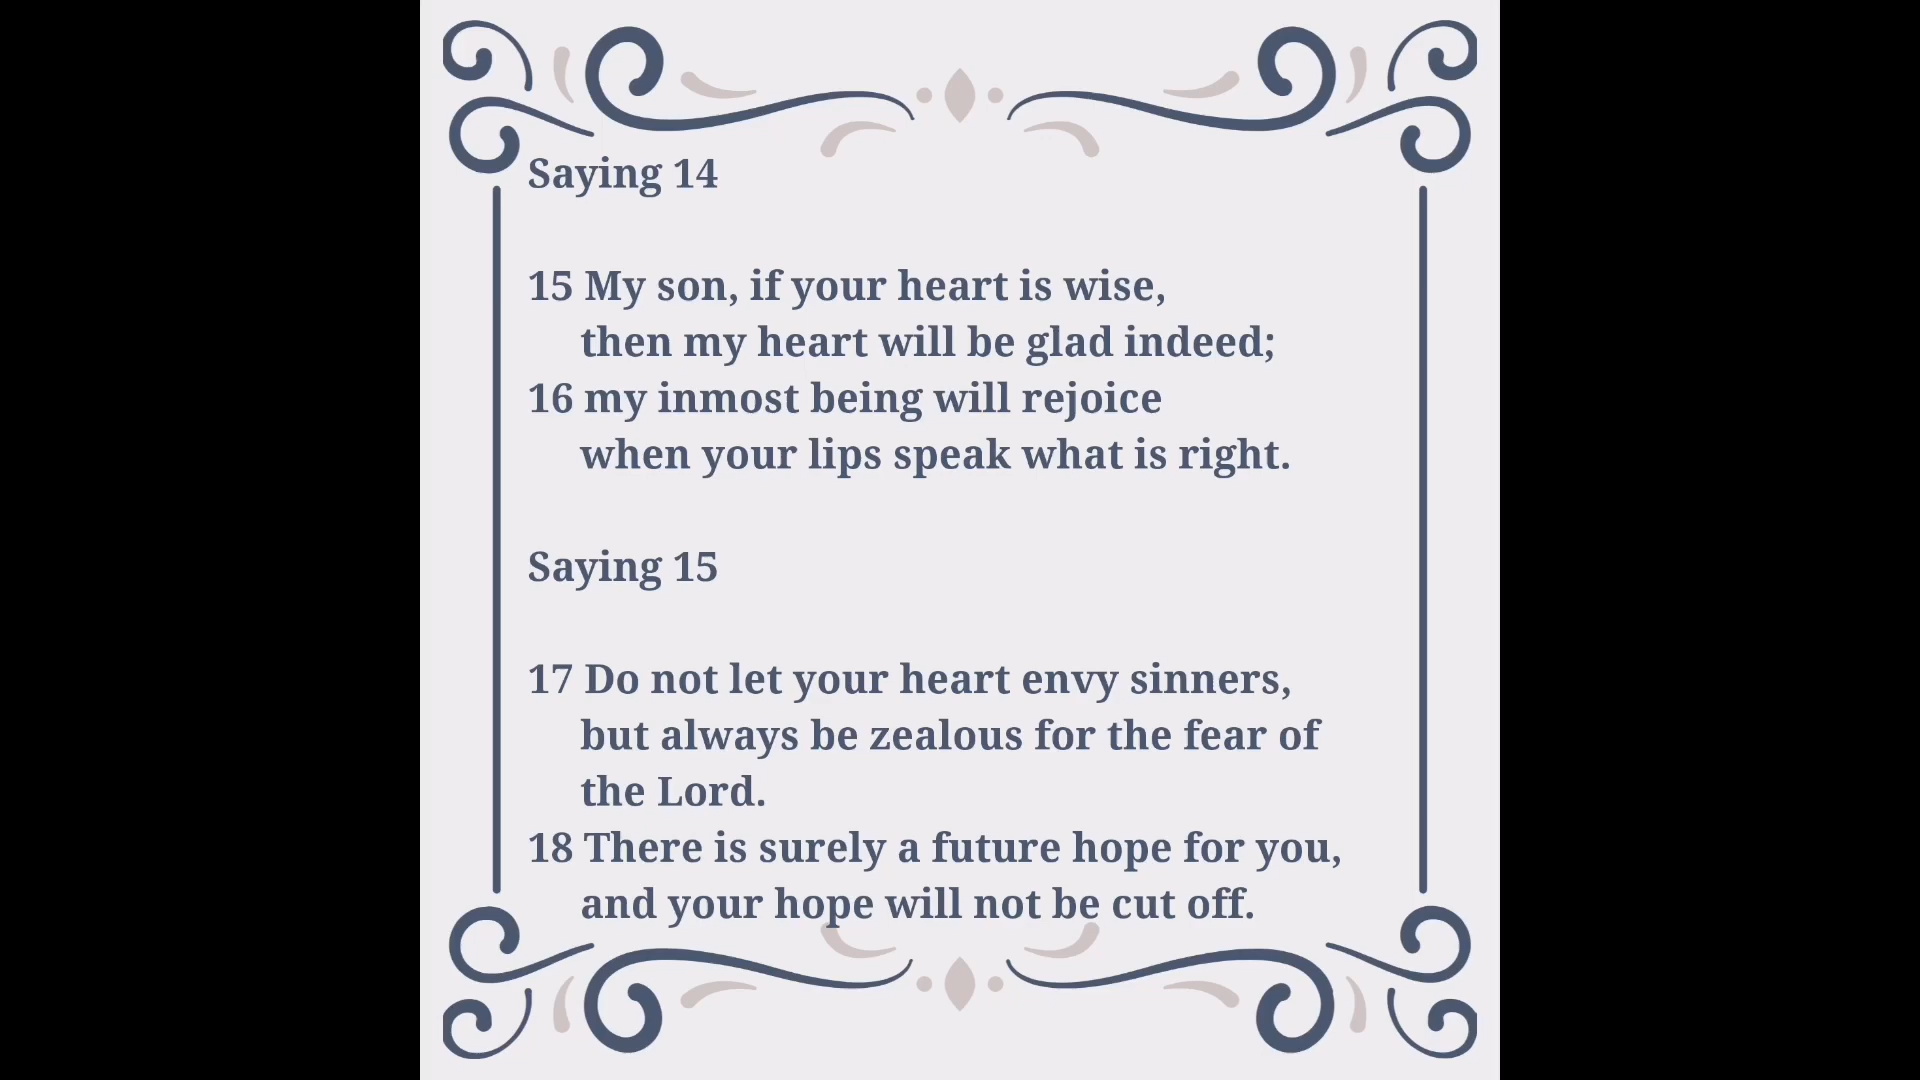 Saying 14
15 My son, if your heart is wise,
then my heart will be glad indeed;
16 my inmost being will rejoice
when your lips speak what is right.
Saying 15
17 Do not let your heart envy sinners,
but always be zealous for the fear of
the Lord.
18 There is surely a future hope for you,
and your hope will not be cut off.